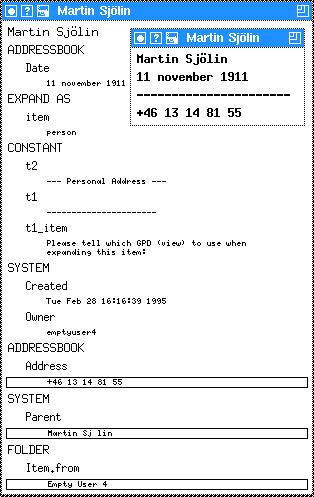 Martin Sjölin
Martin Sjölin
ADDRESSBOOK
Date
11 november 1911
EXPAND AS
item
person
CONSTANT
t2
--- Personal Address ---
t1
----------------------
t1_item
Please tell which GPD (view) to use when
expanding this item:
SYSTEM
Created
Tue Feb 28 16:16:39 1995
Owner
emptyuser4
ADDRESSBOOK
Address
+46 13 14 81 55
SYSTEM
Parent
Martin Sj lin
FOLDER
Item.from
Empty User 4
Martin Sjölin
Martin Sjölin
11 november 1911
----------------------
+46 13 14 81 55